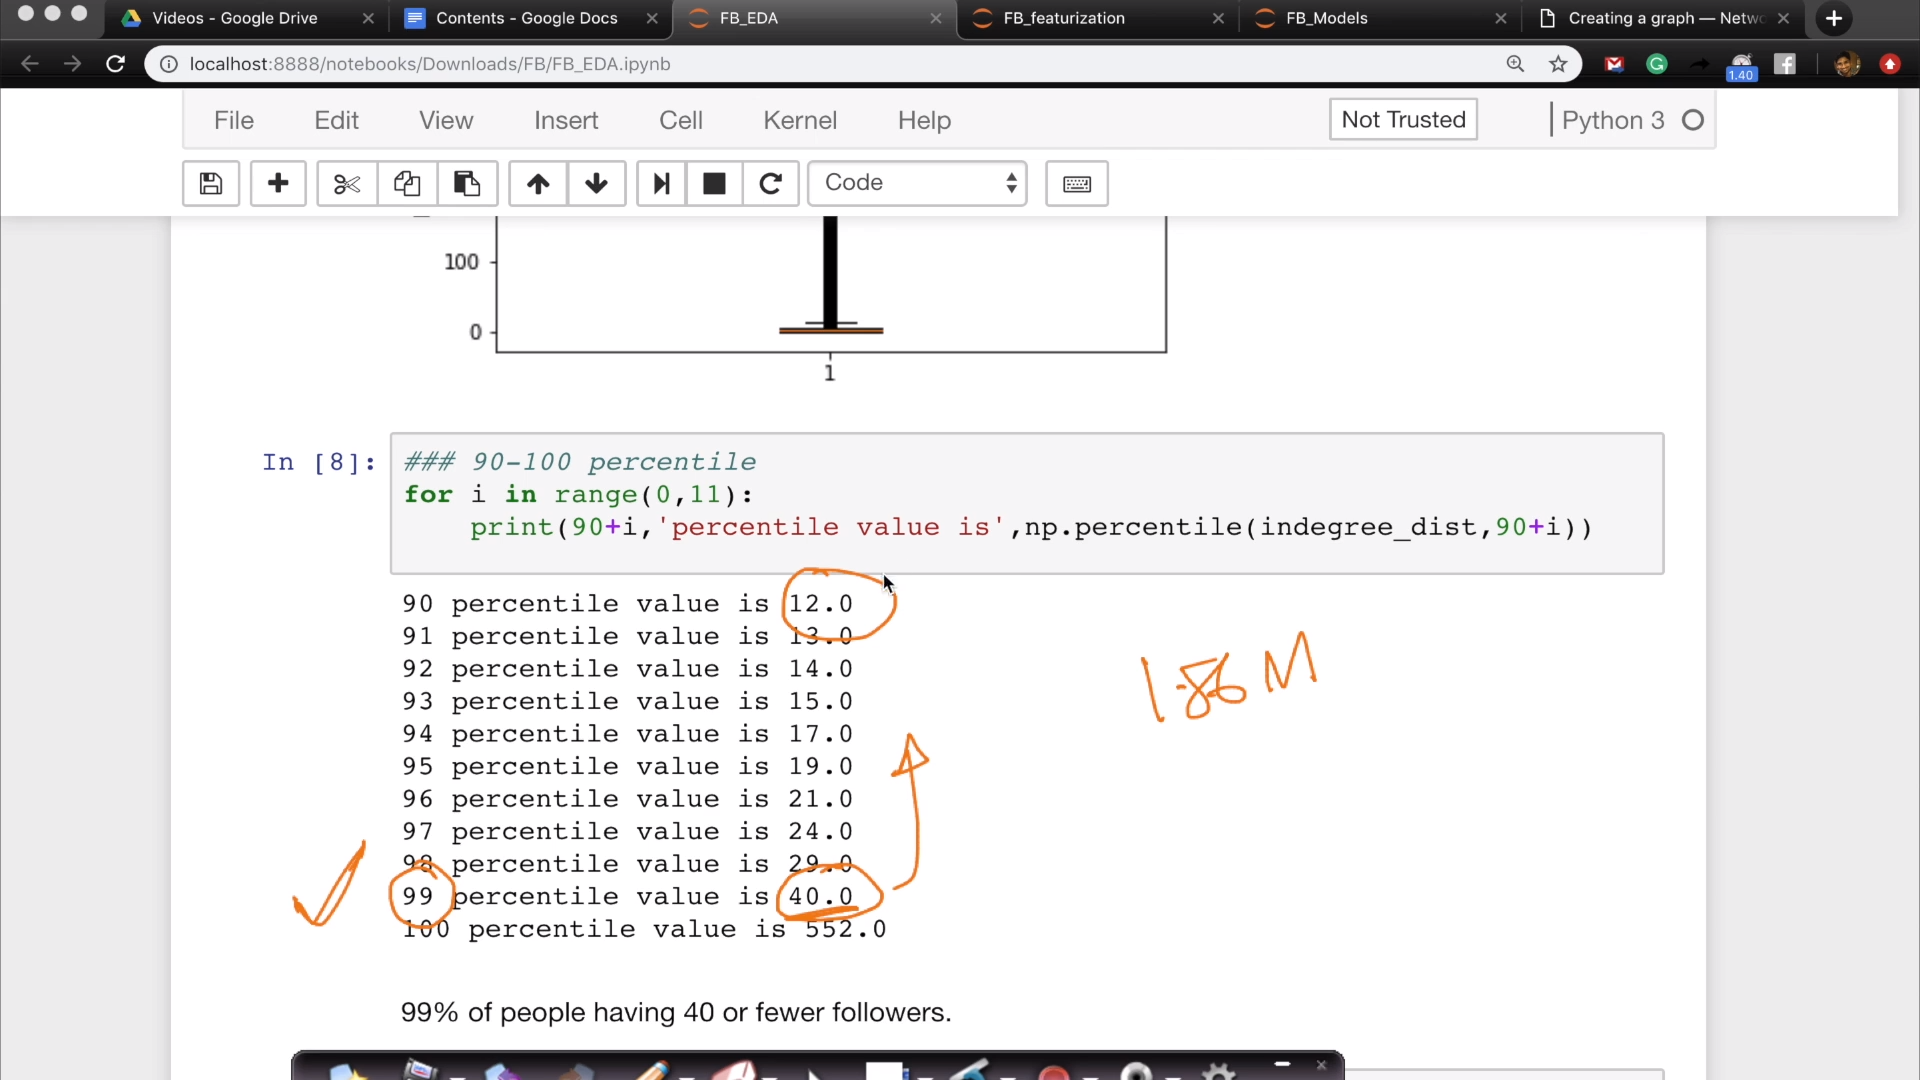 Videos - Google Drive
Contents - Google Docs
FB_EDA
FB_featurization
FB_Models
Creating a graph — Netw
localhost:8888/notebooks/Downloads/FB/FB_EDA.ipynb
1.40
File Edit View Insert Cell Kernel Help Not Trusted Python 3
Code
100
0
1
In [8]:
### 90-100 percentile
for i in range(0,11):
    print(90+i,'percentile value is',np.percentile(indegree_dist,90+i))
90 percentile value is 12.0
91 percentile value is 13.0
92 percentile value is 14.0
93 percentile value is 15.0
94 percentile value is 17.0
95 percentile value is 19.0
96 percentile value is 21.0
97 percentile value is 24.0
98 percentile value is 29.0
99 percentile value is 40.0
100 percentile value is 552.0
1.86 M
99% of people having 40 or fewer followers.